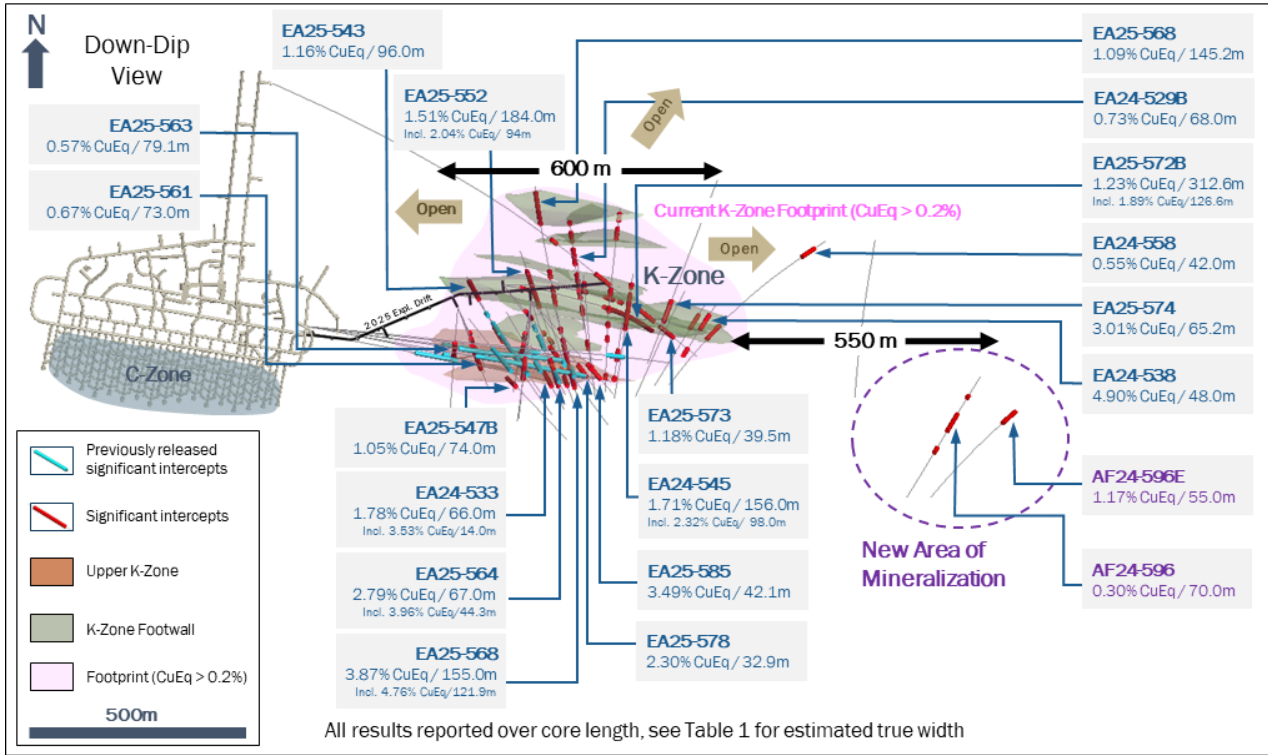 N
Down-Dip
View
EA25-543
1.16% CuEq/ 96.0m
EA25-552
1.51% CuEq/ 184.0m
Incl. 2.04% CuEq/ 94m
EA25-563
0.57% CuEq/ 79.1m
EA25-561
0.67% CuEq/ 73.0m
EA25-568
1.09% CuEq/ 145.2m
EA24-529B
0.73% CuEq/ 68.0m
EA25-572B
1.23% CuEq/ 312.6m
Incl. 1.89% CuEq/126.6m
EA24-558
0.55% CuEq/ 42.0m
EA25-574
3.01% CuEq/ 65.2m
EA24-538
4.90% CuEq/ 48.0m
AF24-596E
1.17% CuEq/ 55.0m
AF24-596
0.30% CuEq/ 70.0m
Open
600 m
Open
Current K-Zone Footprint (CuEq > 0.2%)
Open
K-Zone
2025 Expl. Drift
550 m
C-Zone
New Area of
Mineralization
EA25-547B
1.05% CuEq/ 74.0m
EA24-533
1.78% CuEq/ 66.0m
Incl. 3.53% CuEq/14.0m
EA25-564
2.79% CuEq/ 67.0m
Incl. 3.96% CuEq/44.3m
EA25-568
3.87% CuEq/ 155.0m
Incl. 4.76% CuEq/121.9m
EA25-573
1.18% CuEq/ 39.5m
EA24-545
1.71% CuEq/ 156.0m
Incl. 2.32% CuEq/ 98.0m
EA25-585
3.49% CuEq/ 42.1m
EA25-578
2.30% CuEq/ 32.9m
Previously released
significant intercepts
Significant intercepts
Upper K-Zone
K-Zone Footwall
Footprint (CuEq > 0.2%)
500m
All results reported over core length, see Table 1 for estimated true width